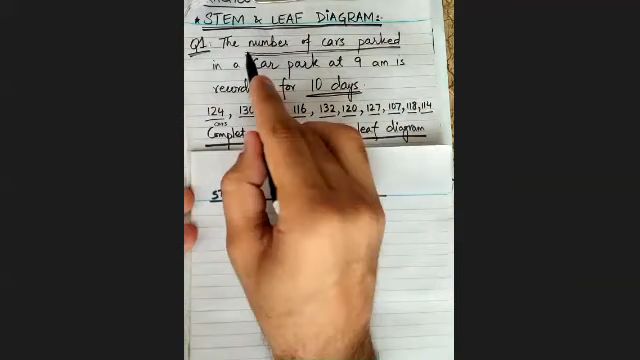 * STEM & LEAF DIAGRAM:
Q1: The number of cars parked
in a car park at 9 am is
record for 10 days
124, 130 116, 132, 120, 127, 107, 118, 114
cars
Complet leaf diagram